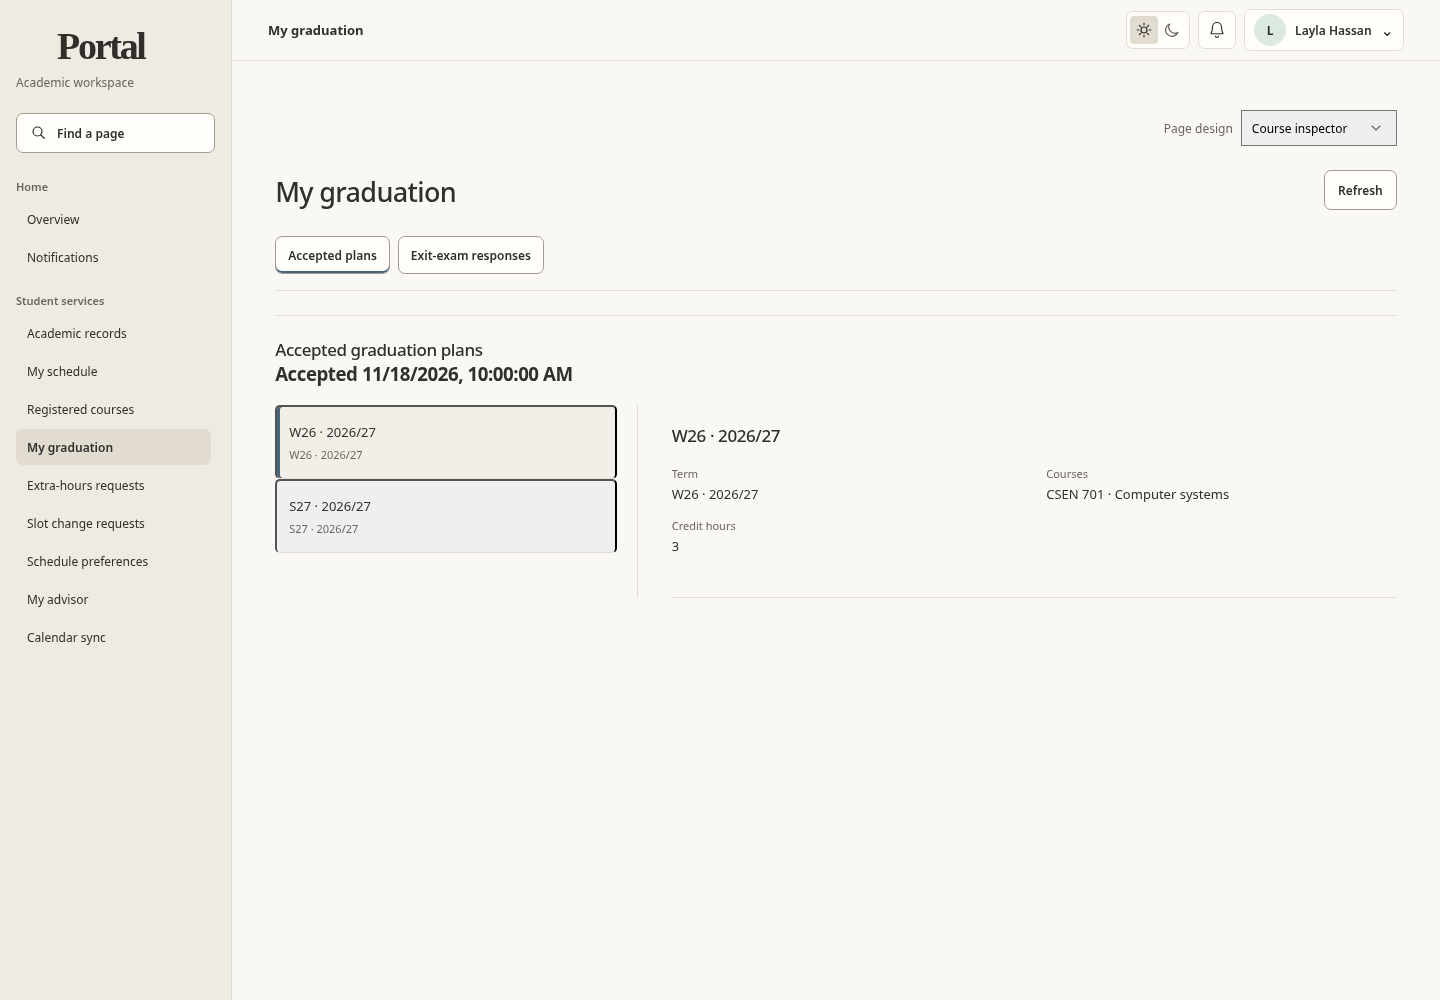 Portal
Academic workspace
Find a page
Home
Overview
Notifications
Student services
Academic records
My schedule
Registered courses
My graduation
Extra-hours requests
Slot change requests
Schedule preferences
My advisor
Calendar sync
My graduation
L
Layla Hassan
Page design
Course inspector
My graduation
Refresh
Accepted plans
Exit-exam responses
Accepted graduation plans
Accepted 11/18/2026, 10:00:00 AM
W26 · 2026/27
W26 · 2026/27
S27 · 2026/27
S27 · 2026/27
W26 · 2026/27
Term
W26 · 2026/27
Courses
CSEN 701 · Computer systems
Credit hours
3